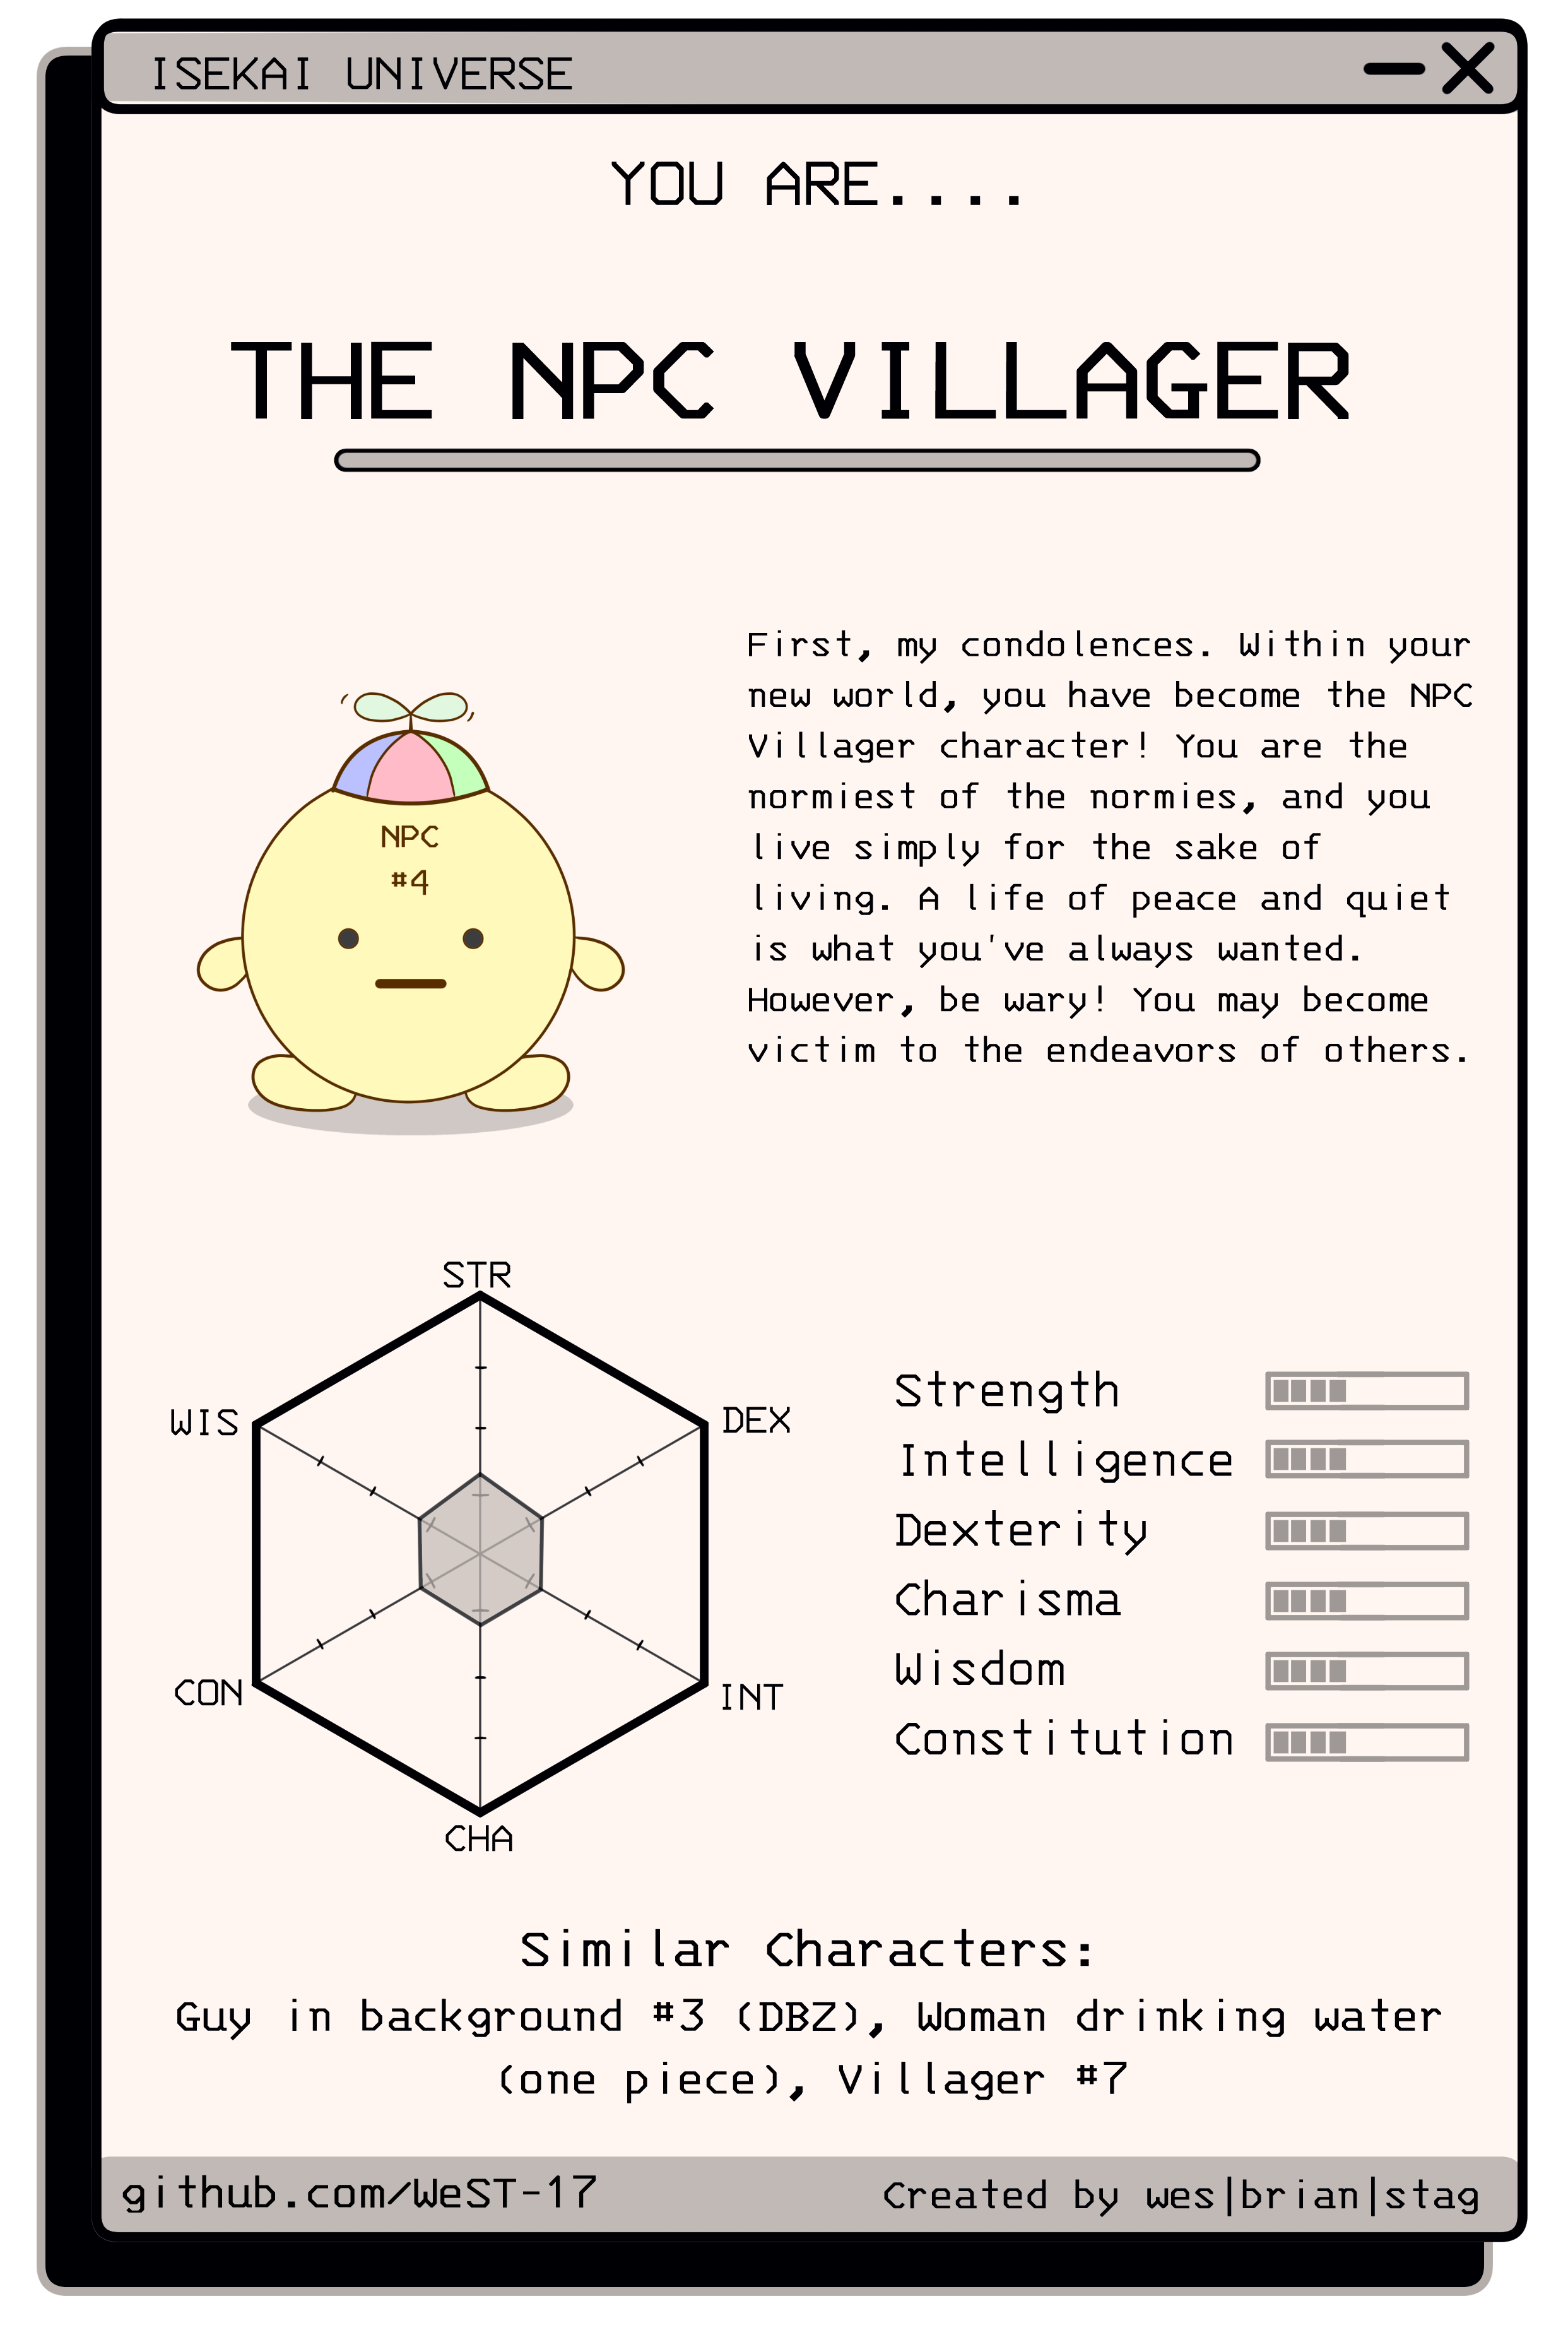 ISEKAI UNIVERSE
YOU ARE....
THE NPC VILLAGER
First, my condolences. Within your
new world, you have become the NPC
Villager character! You are the
normiest of the normies, and you
live simply for the sake of
living. A life of peace and quiet
is what you've always wanted.
However, be wary! You may become
victim to the endeavors of others.
NPC
#4
STR
WIS
DEX
CON
INT
CHA
Strength
Intelligence
Dexterity
Charisma
Wisdom
Constitution
Similar Characters:
Guy in background #3 (DBZ), Woman drinking water
(one piece), Villager #7
github.com/WeST-17
Created by wes|brian|stag